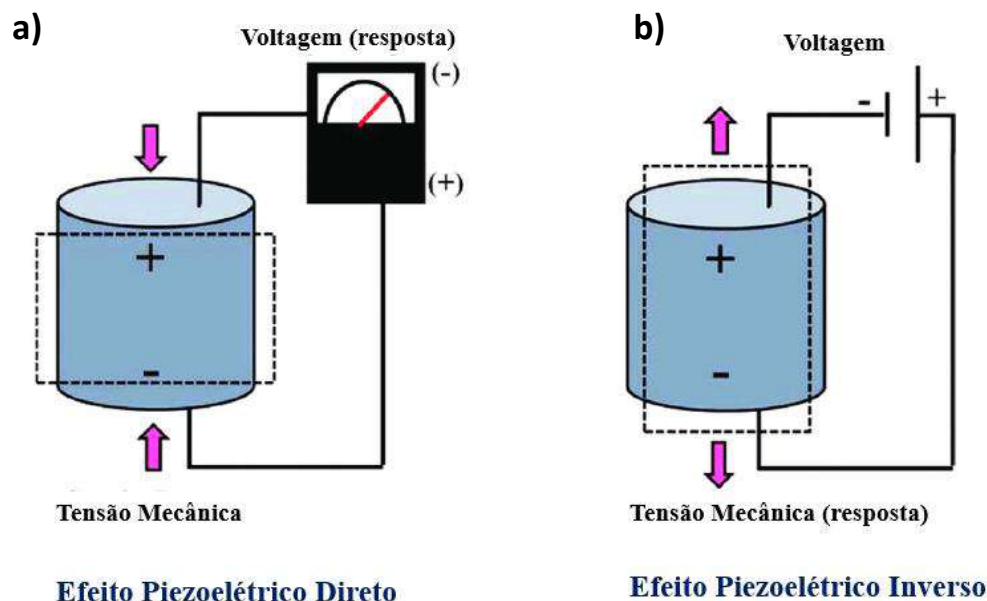 a)
Voltagem (resposta)
(-)
(+)
+
-
Tensão Mecânica
Efeito Piezoelétrico Direto
b)
Voltagem
- +
+
-
Tensão Mecânica (resposta)
Efeito Piezoelétrico Inverso